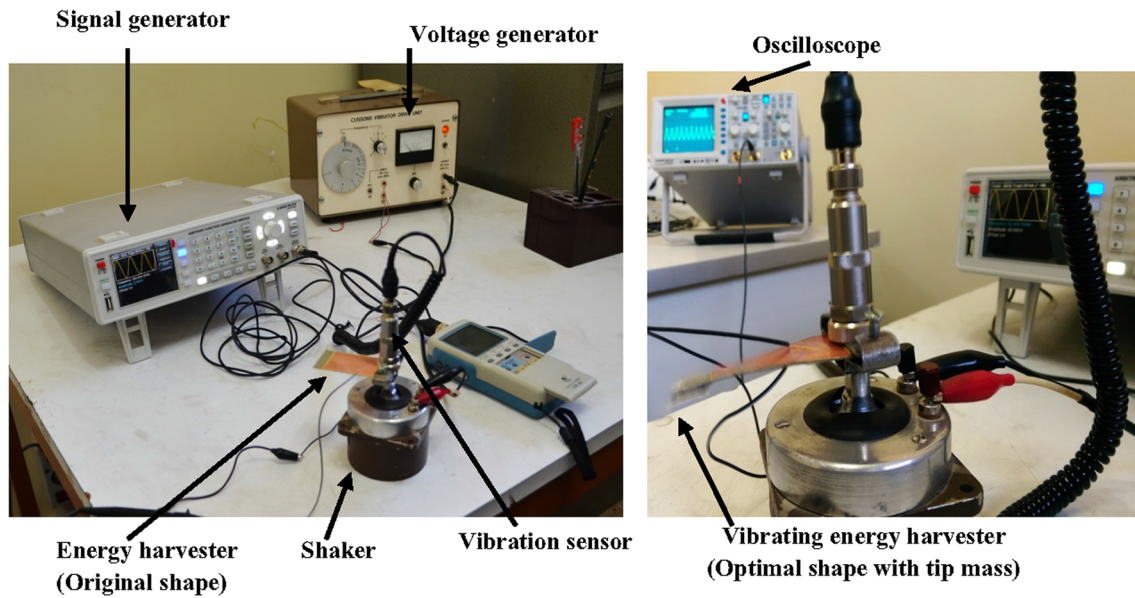 Signal generator
Voltage generator
Oscilloscope
CUSSONS VIBRATOR DRIVE UNIT
Energy harvester
(Original shape)
Shaker
Vibration sensor
Vibrating energy harvester
(Optimal shape with tip mass)